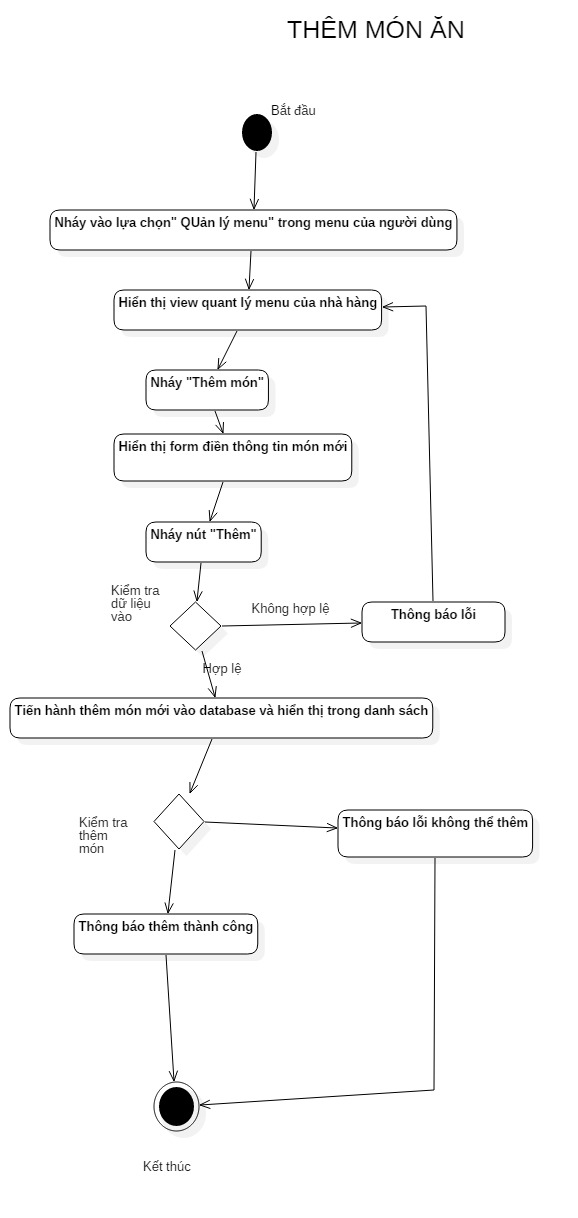 THÊM MÓN ĂN
Bắt đầu
Nháy vào lựa chọn" QUản lý menu" trong menu của người dùng
Hiển thị view quant lý menu của nhà hàng
Nháy "Thêm món"
Hiển thị form điền thông tin món mới
Nháy nút "Thêm"
Kiểm tra
dữ liệu
vào
Không hợp lệ
Thông báo lỗi
Hợp lệ
Tiến hành thêm món mới vào database và hiển thị trong danh sách
Kiểm tra
thêm
món
Thông báo lỗi không thể thêm
Thông báo thêm thành công
Kết thúc